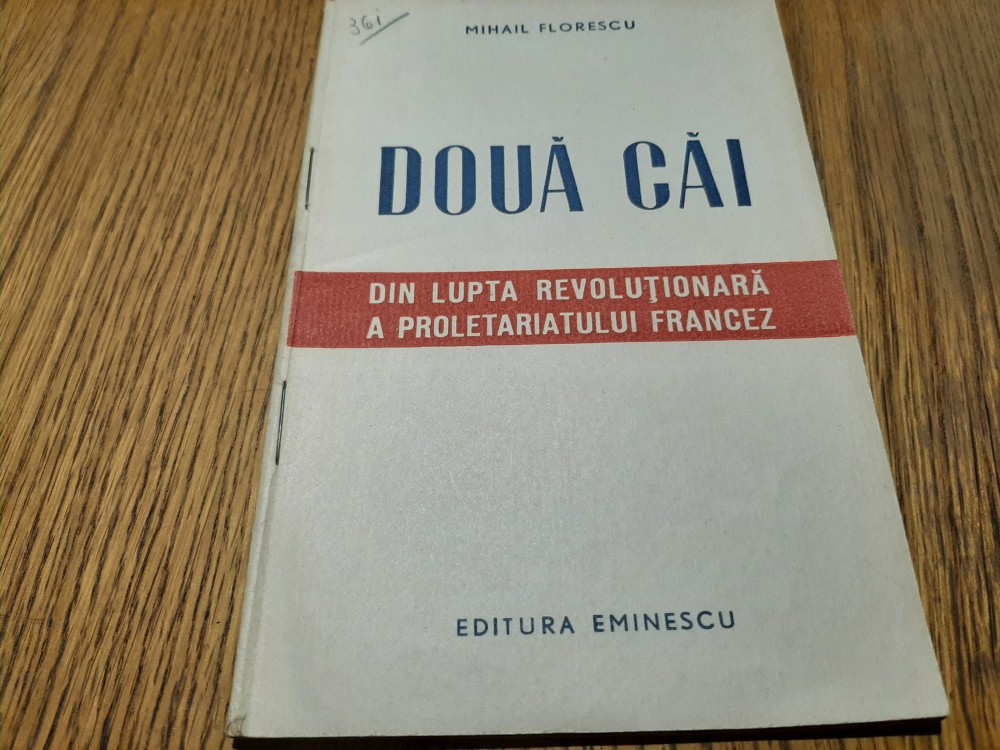 36i
MIHAIL FLORESCU
DOUĂ CĂI
DIN LUPTA REVOLUŢIONARĂ
A PROLETARIATULUI FRANCEZ
EDITURA EMINESCU